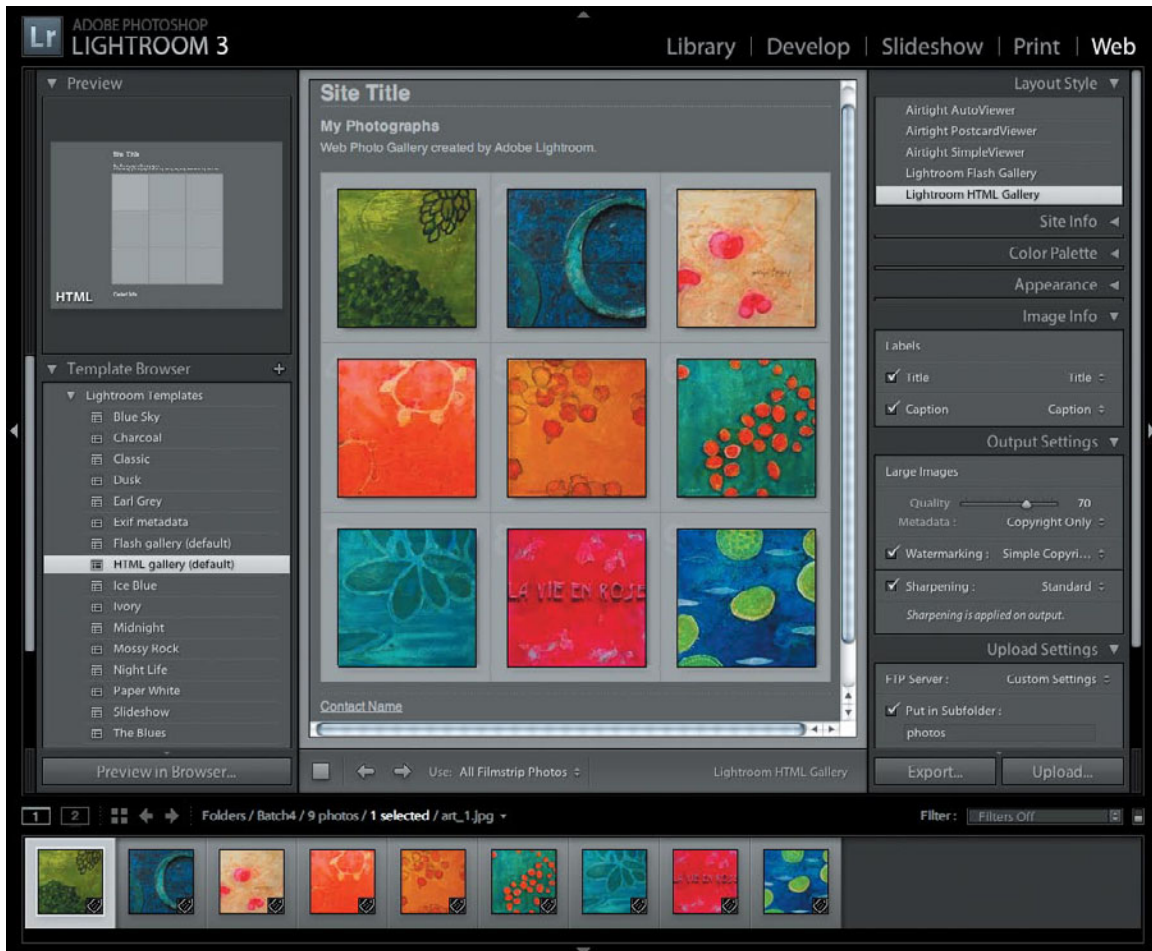 Lr
ADOBE PHOTOSHOP
LIGHTROOM 3
Library | Develop | Slideshow | Print | Web
Preview
Site Title
HTML
Template Browser +
Lightroom Templates
Blue Sky
Charcoal
Classic
Dusk
Earl Grey
Exif metadata
Flash gallery (default)
HTML gallery (default)
Ice Blue
Ivory
Midnight
Mossy Rock
Night Life
Paper White
Slideshow
The Blues
Preview in Browser...
Site Title
My Photographs
Web Photo Gallery created by Adobe Lightroom.
LA VIE EN ROSE
Contact Name
Use: All Filmstrip Photos
Lightroom HTML Gallery
Layout Style
Airtight AutoViewer
Airtight PostcardViewer
Airtight SimpleViewer
Lightroom Flash Gallery
Lightroom HTML Gallery
Site Info
Color Palette
Appearance
Image Info
Labels
Title Title
Caption Caption
Output Settings
Large Images
Quality 70
Metadata : Copyright Only
Watermarking : Simple Copyri...
Sharpening : Standard
Sharpening is applied on output.
Upload Settings
FTP Server : Custom Settings
Put in Subfolder :
photos
Export... Upload...
1 2 Folders / Batch4 / 9 photos / 1 selected / art_1.jpg
Filter : Filters Off
LA VIE EN ROSE